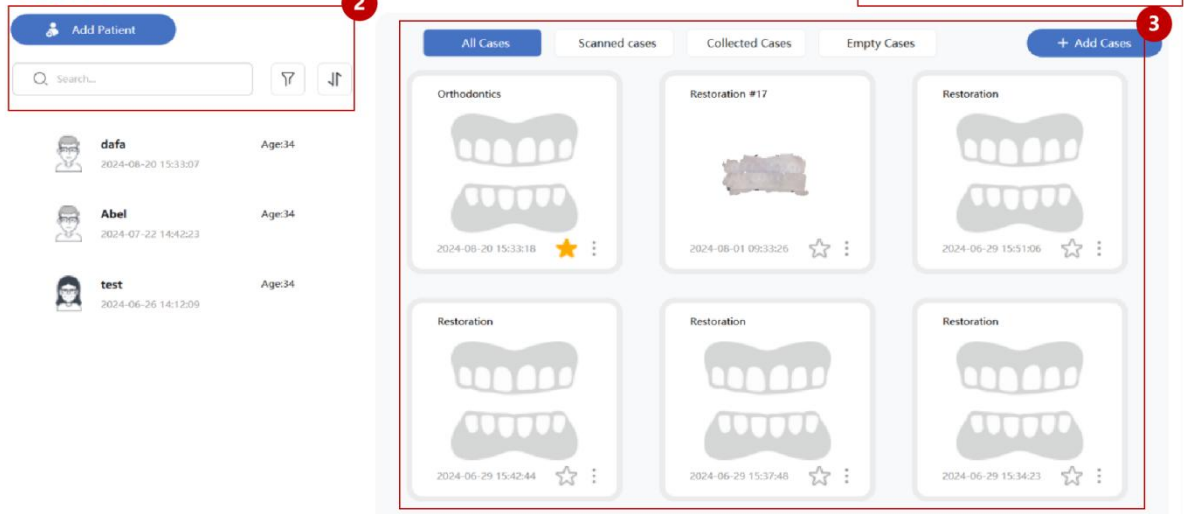 2
Add Patient
Search...
dafa Age:34
2024-08-20 15:33:07
Abel Age:34
2024-07-22 14:42:23
test Age:34
2024-06-26 14:12:09
3
All Cases Scanned cases Collected Cases Empty Cases + Add Cases
Orthodontics Restoration #17 Restoration
2024-08-20 15:33:18 2024-08-01 09:33:26 2024-06-29 15:51:06
Restoration Restoration Restoration
2024-06-29 15:42:44 2024-06-29 15:37:48 2024-06-29 15:34:23